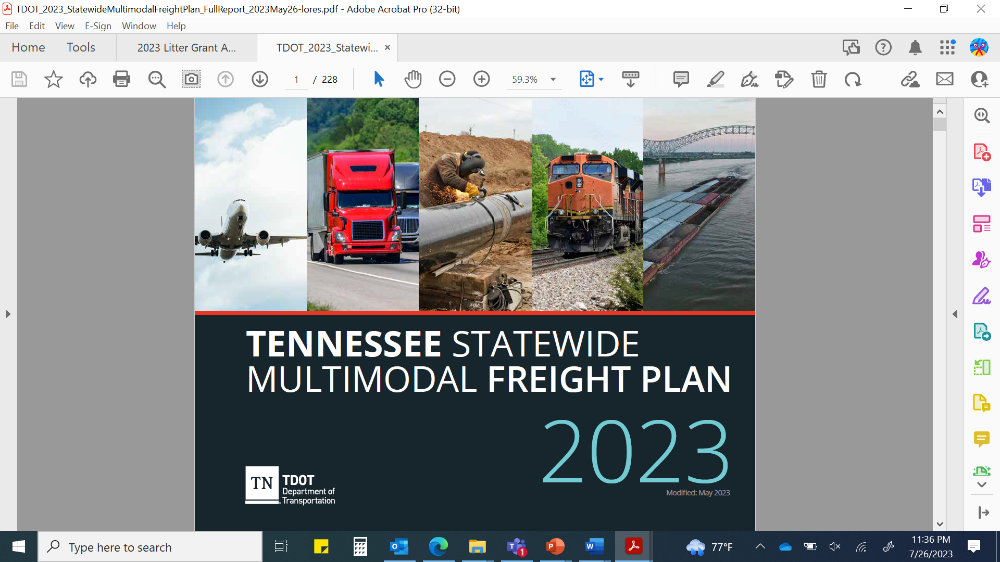 TDOT_2023_StatewideMultimodalFreightPlan_FullReport_2023May26-lores.pdf - Adobe Acrobat Pro (32-bit)
File Edit View E-Sign Window Help
Home Tools 2023 Litter Grant A... TDOT_2023_Statewi...
1 / 228 59.3%
TENNESSEE STATEWIDE
MULTIMODAL FREIGHT PLAN
2023
Modified: May 2023
TN TDOT
Department of
Transportation
Type here to search
1
77°F
11:36 PM
7/26/2023